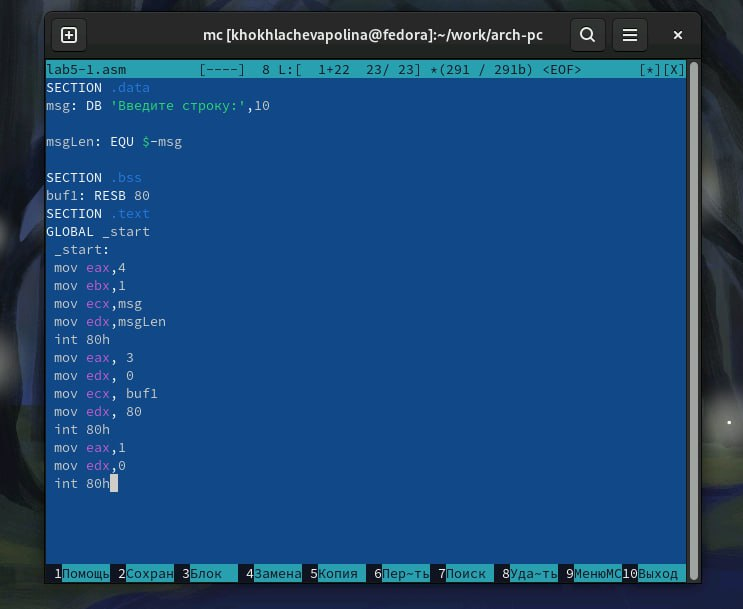 mc [khokhlachevapolina@fedora]:~/work/arch-pc
lab5-1.asm [----] 8 L:[ 1+22 23/ 23] *(291 / 291b) <EOF> [*][X]
SECTION .data
msg: DB 'Введите строку:',10
msgLen: EQU $-msg
SECTION .bss
buf1: RESB 80
SECTION .text
GLOBAL _start
_start:
mov eax,4
mov ebx,1
mov ecx,msg
mov edx,msgLen
int 80h
mov eax, 3
mov edx, 0
mov ecx, buf1
mov edx, 80
int 80h
mov eax,1
mov edx,0
int 80h
1Помощь 2Сохран 3Блок 4Замена 5Копия 6Пер~ть 7Поиск 8Уда~ть 9МенюMC 10Выход